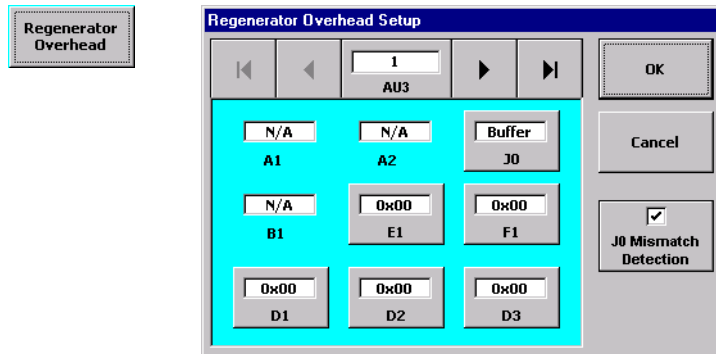 Regenerator
Overhead
Regenerator Overhead Setup
1
AU3
OK
N/A
A1
N/A
A2
Buffer
J0
Cancel
N/A
B1
0x00
E1
0x00
F1
J0 Mismatch
Detection
0x00
D1
0x00
D2
0x00
D3